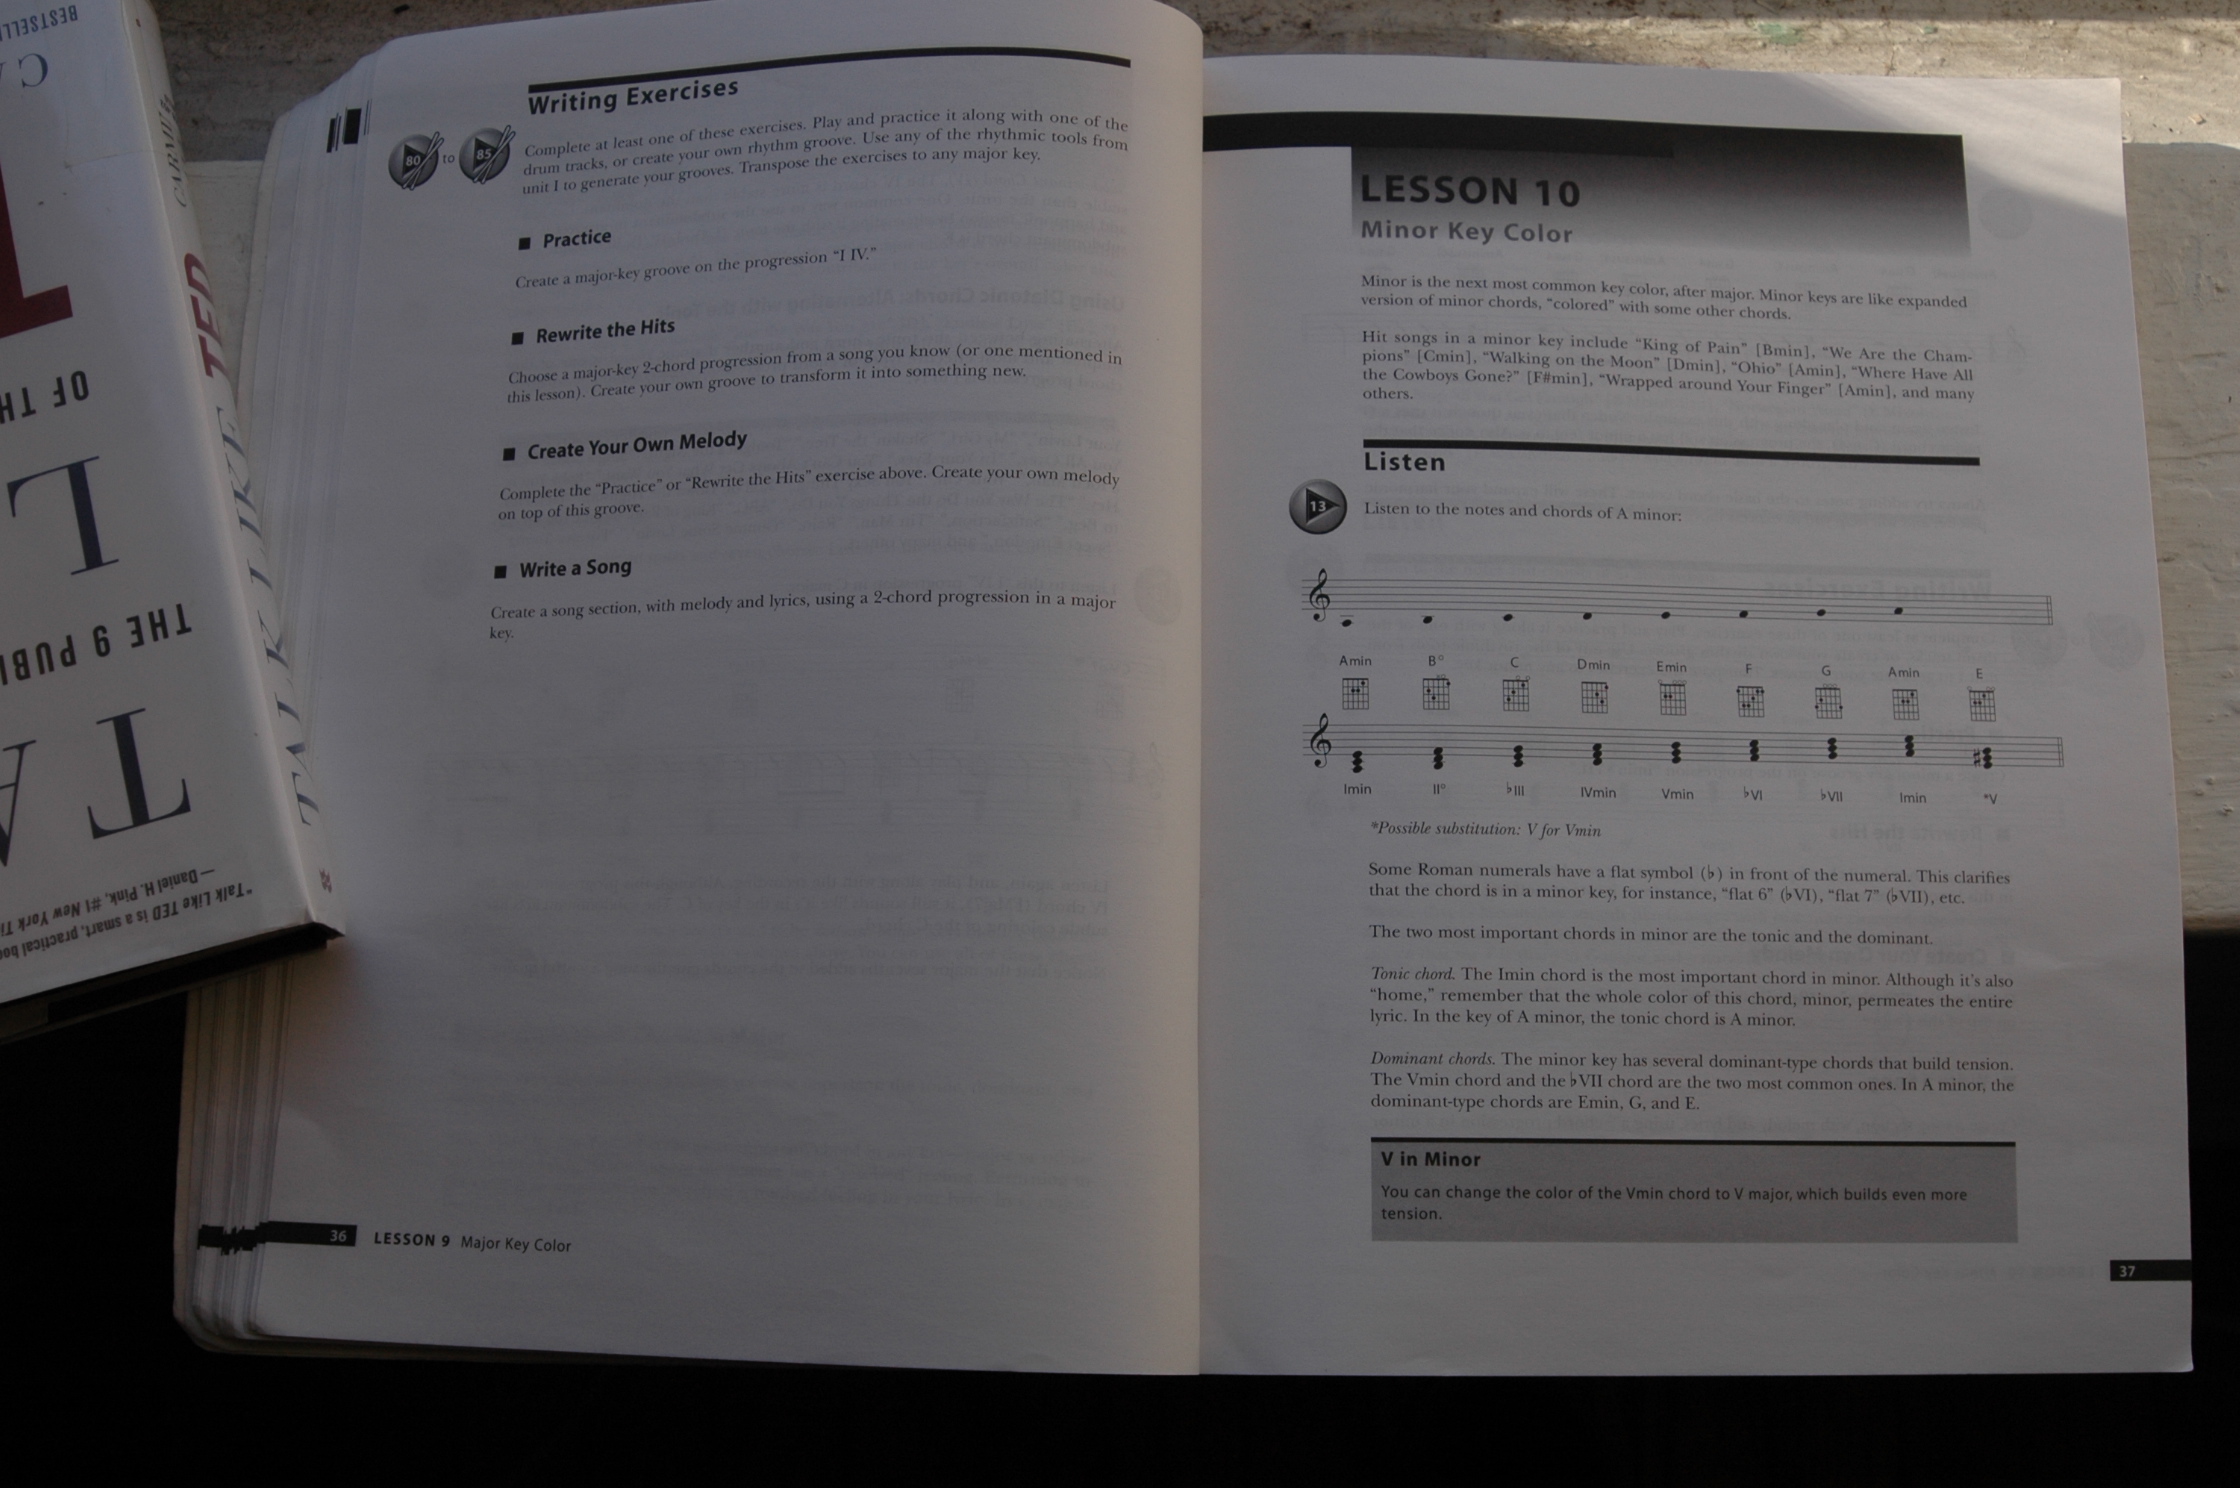 BESTSELL
CARMINE
TALK LIKE TED
OF TH
THE 9 PUBL
"Talk Like TED is a smart, practical boo
—Daniel H. Pink, #1 New York Ti
Writing Exercises
80 to 85
Complete at least one of these exercises. Play and practice it along with one of the
drum tracks, or create your own rhythm groove. Use any of the rhythmic tools from
unit I to generate your grooves. Transpose the exercises to any major key.
■ Practice
Create a major-key groove on the progression “I IV.”
■ Rewrite the Hits
Choose a major-key 2-chord progression from a song you know (or one mentioned in
this lesson). Create your own groove to transform it into something new.
■ Create Your Own Melody
Complete the “Practice” or “Rewrite the Hits” exercise above. Create your own melody
on top of this groove.
■ Write a Song
Create a song section, with melody and lyrics, using a 2-chord progression in a major
key.
36 LESSON 9 Major Key Color
LESSON 10
Minor Key Color
Minor is the next most common key color, after major. Minor keys are like expanded
version of minor chords, “colored” with some other chords.
Hit songs in a minor key include “King of Pain” [Bmin], “We Are the Cham-
pions” [Cmin], “Walking on the Moon” [Dmin], “Ohio” [Amin], “Where Have All
the Cowboys Gone?” [F#min], “Wrapped around Your Finger” [Amin], and many
others.
Listen
13
Listen to the notes and chords of A minor:
Amin B° C Dmin Emin F G Amin E
Imin II° ♭III IVmin Vmin ♭VI ♭VII Imin *V
*Possible substitution: V for Vmin
Some Roman numerals have a flat symbol (♭) in front of the numeral. This clarifies
that the chord is in a minor key, for instance, “flat 6” (♭VI), “flat 7” (♭VII), etc.
The two most important chords in minor are the tonic and the dominant.
Tonic chord. The Imin chord is the most important chord in minor. Although it’s also
“home,” remember that the whole color of this chord, minor, permeates the entire
lyric. In the key of A minor, the tonic chord is A minor.
Dominant chords. The minor key has several dominant-type chords that build tension.
The Vmin chord and the ♭VII chord are the two most common ones. In A minor, the
dominant-type chords are Emin, G, and E.
V in Minor
You can change the color of the Vmin chord to V major, which builds even more
tension.
37